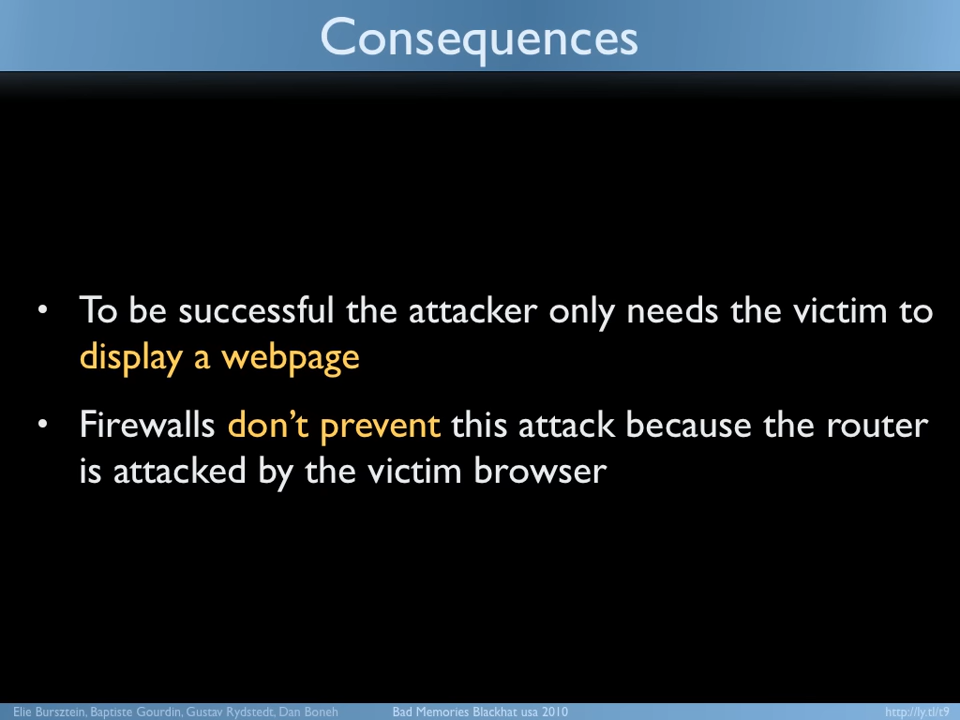 Consequences
• To be successful the attacker only needs the victim to
display a webpage
• Firewalls don’t prevent this attack because the router
is attacked by the victim browser
Elie Bursztein, Baptiste Gourdin, Gustav Rydstedt, Dan Boneh Bad Memories Blackhat usa 2010 http://ly.tl/t9